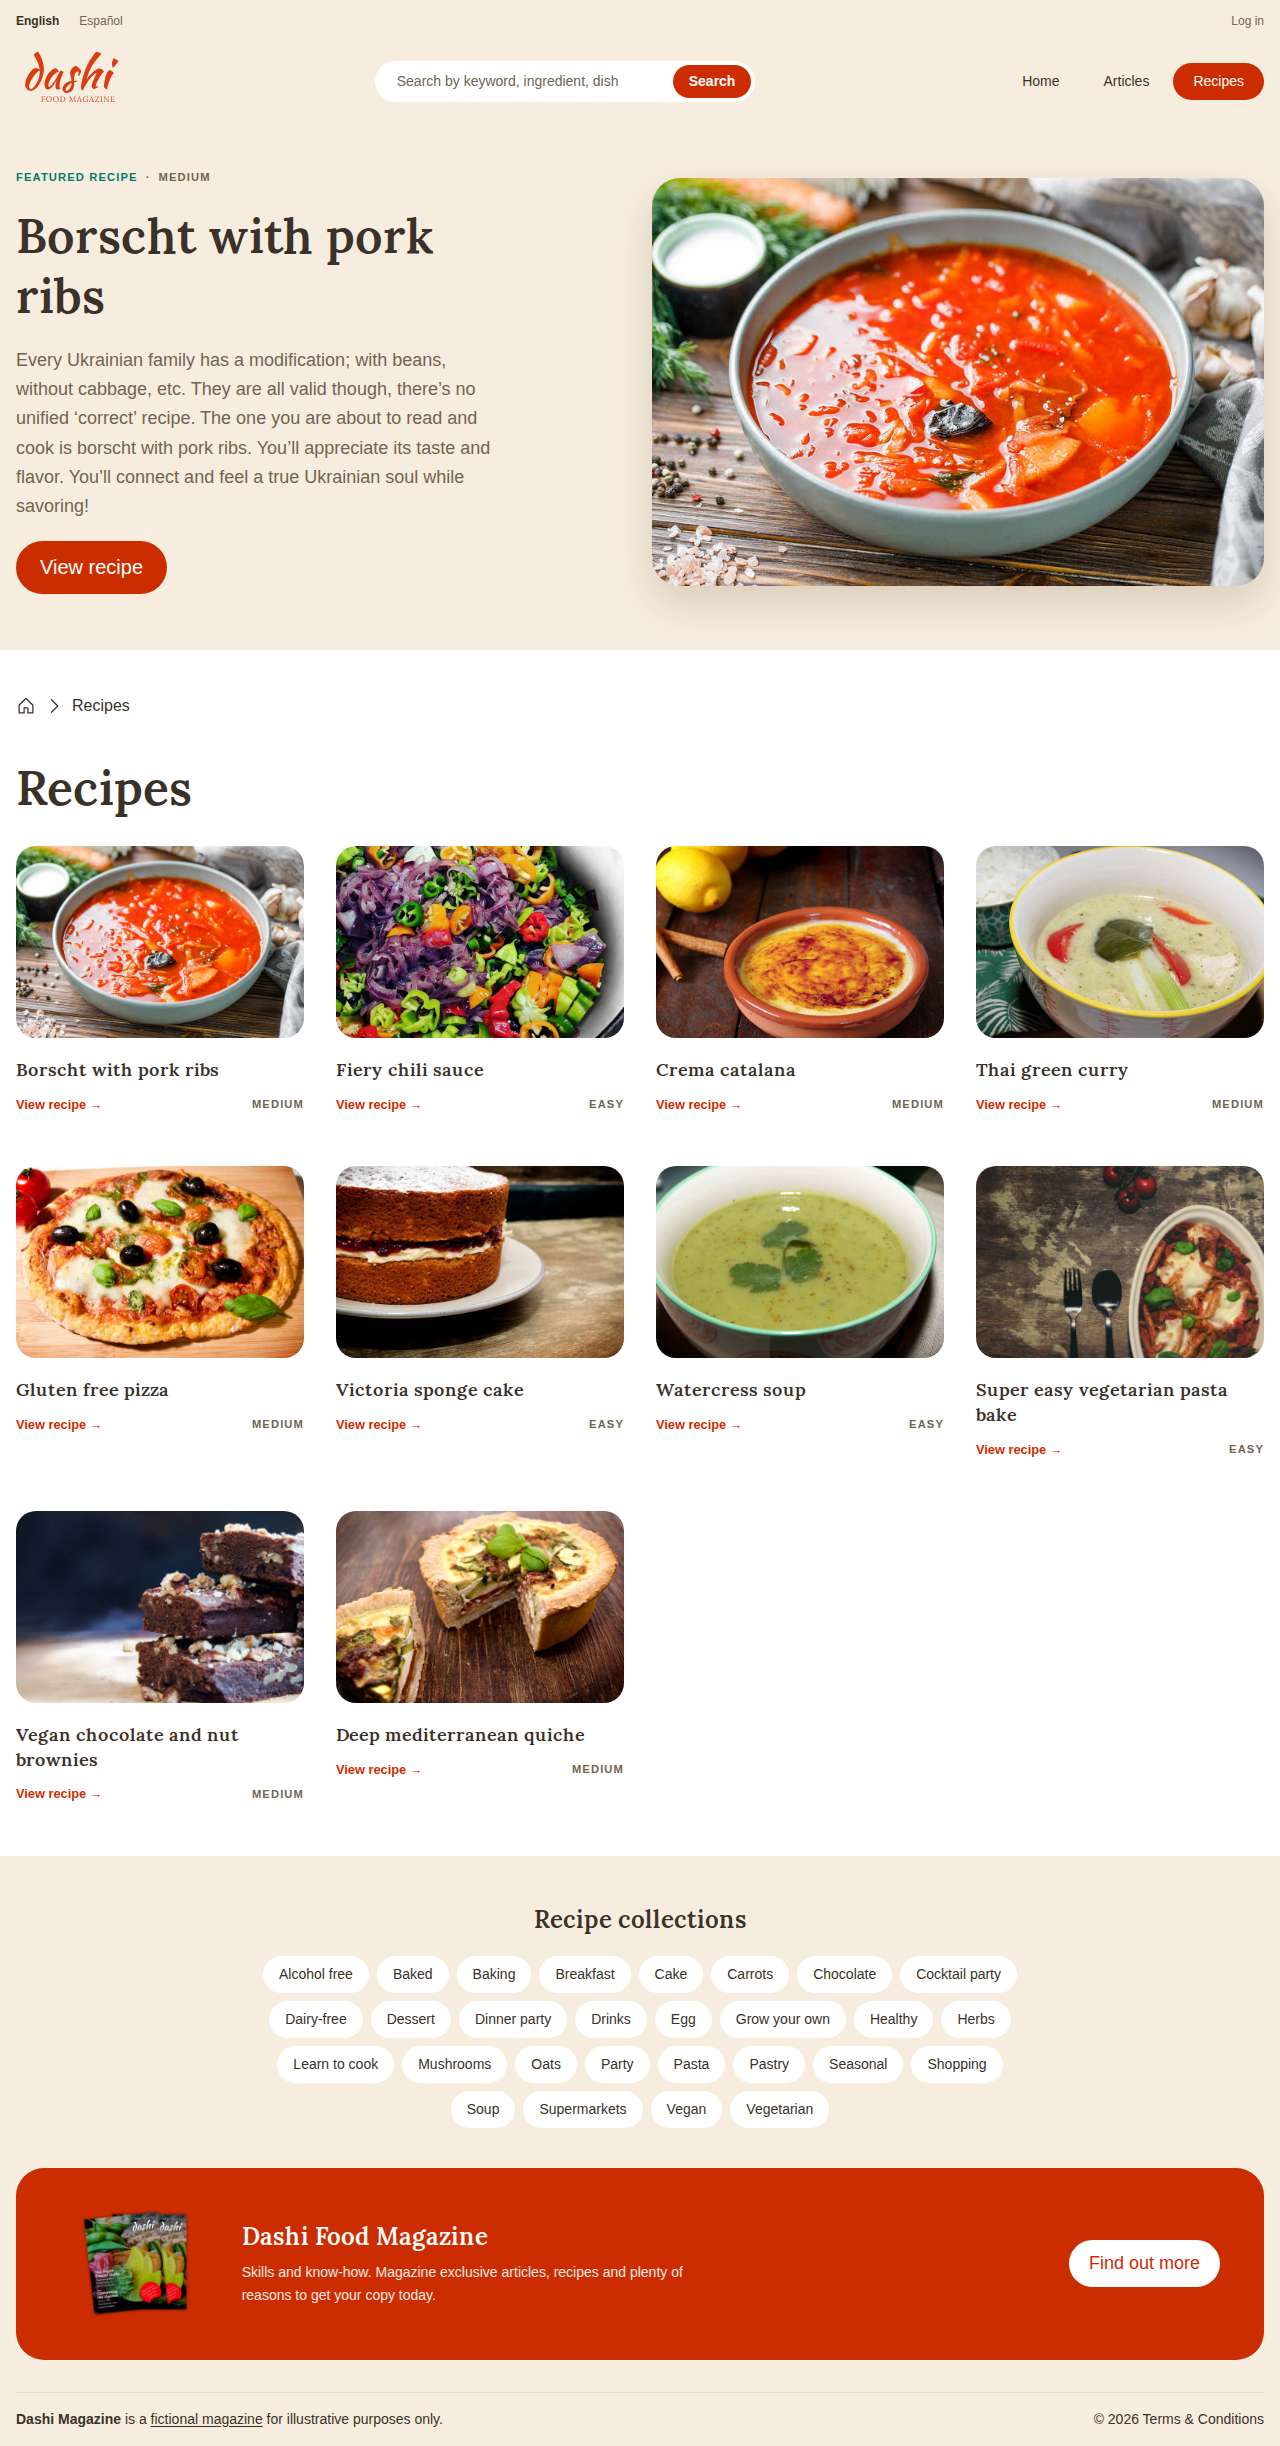 English Español Log in
dashi
FOOD MAGAZINE
Search by keyword, ingredient, dish Search
Home Articles Recipes
FEATURED RECIPE · MEDIUM
Borscht with pork
ribs
Every Ukrainian family has a modification; with beans,
without cabbage, etc. They are all valid though, there’s no
unified ‘correct’ recipe. The one you are about to read and
cook is borscht with pork ribs. You’ll appreciate its taste and
flavor. You’ll connect and feel a true Ukrainian soul while
savoring!
View recipe
Recipes
Recipes
Borscht with pork ribs
View recipe → MEDIUM
Fiery chili sauce
View recipe → EASY
Crema catalana
View recipe → MEDIUM
Thai green curry
View recipe → MEDIUM
Gluten free pizza
View recipe → MEDIUM
Victoria sponge cake
View recipe → EASY
Watercress soup
View recipe → EASY
Super easy vegetarian pasta
bake
View recipe → EASY
Vegan chocolate and nut
brownies
View recipe → MEDIUM
Deep mediterranean quiche
View recipe → MEDIUM
Recipe collections
Alcohol free Baked Baking Breakfast Cake Carrots Chocolate Cocktail party
Dairy-free Dessert Dinner party Drinks Egg Grow your own Healthy Herbs
Learn to cook Mushrooms Oats Party Pasta Pastry Seasonal Shopping
Soup Supermarkets Vegan Vegetarian
dashi dashi
Dashi Food Magazine
Skills and know-how. Magazine exclusive articles, recipes and plenty of
reasons to get your copy today.
Find out more
Dashi Magazine is a fictional magazine for illustrative purposes only.
© 2026 Terms & Conditions